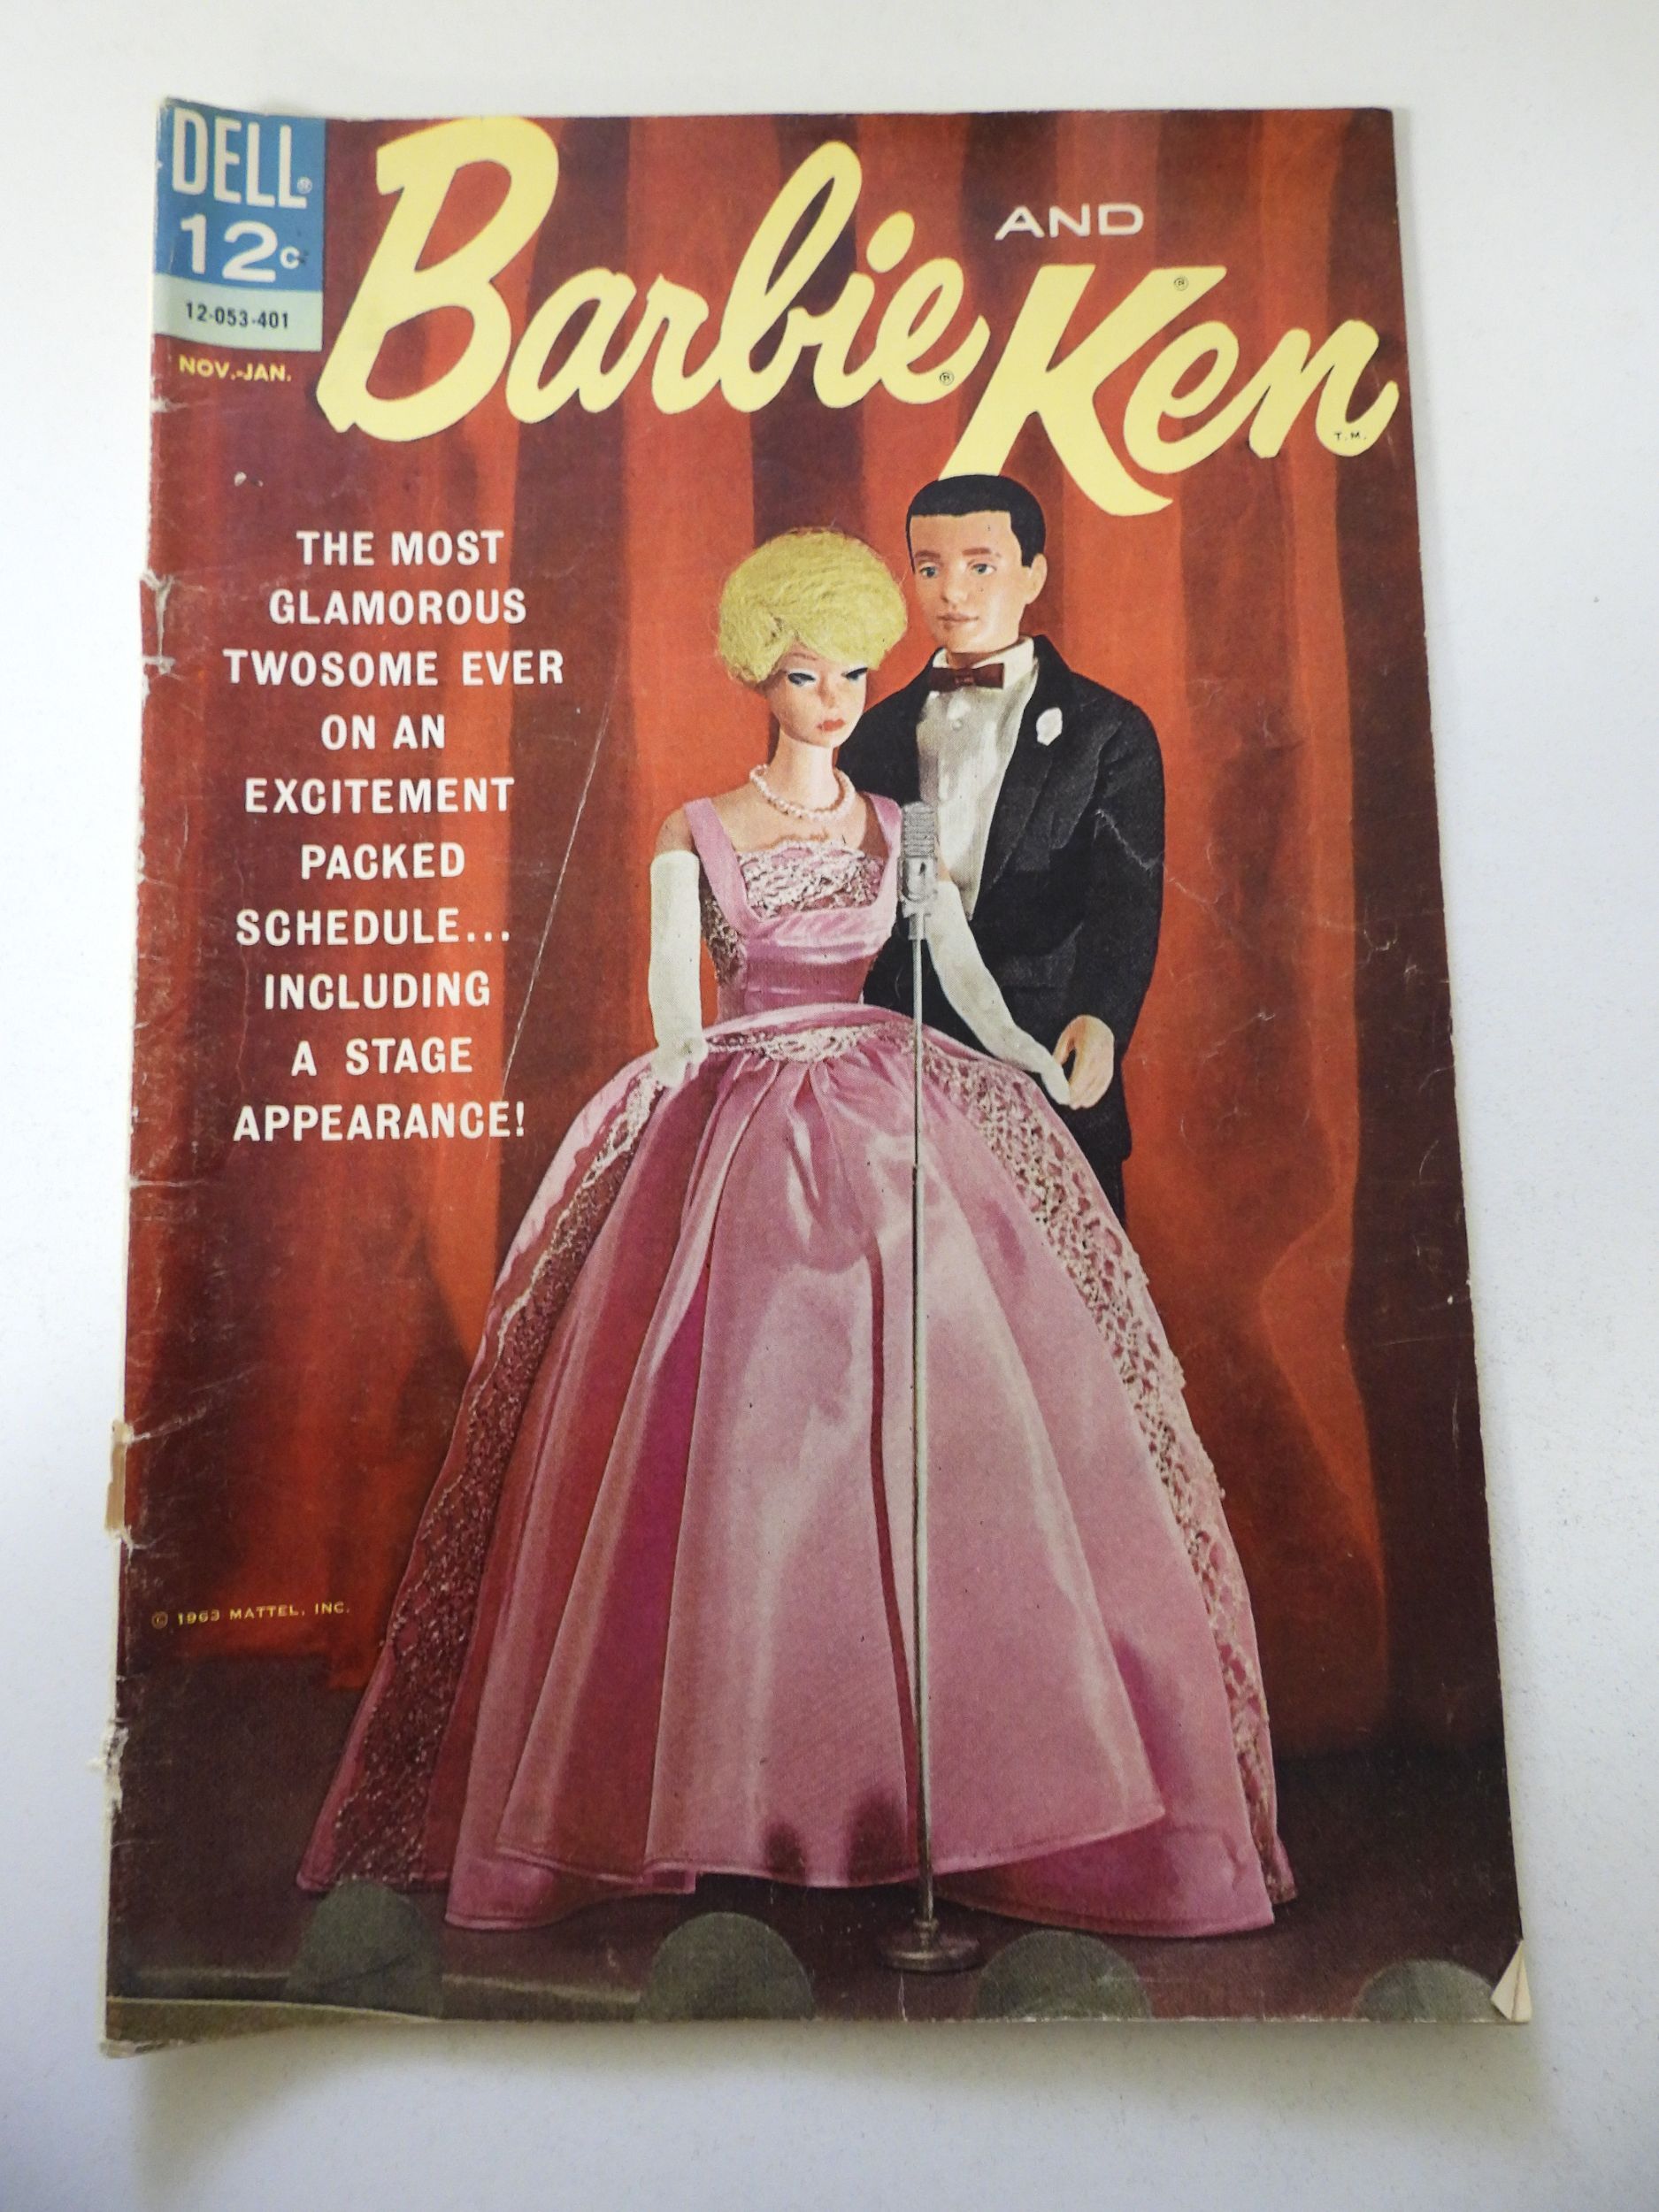 DELL®
12¢
12-053-401
NOV.-JAN.
Barbie®
AND
Ken®
T.M.
THE MOST
GLAMOROUS
TWOSOME EVER
ON AN
EXCITEMENT
PACKED
SCHEDULE...
INCLUDING
A STAGE
APPEARANCE!
© 1963 MATTEL, INC.